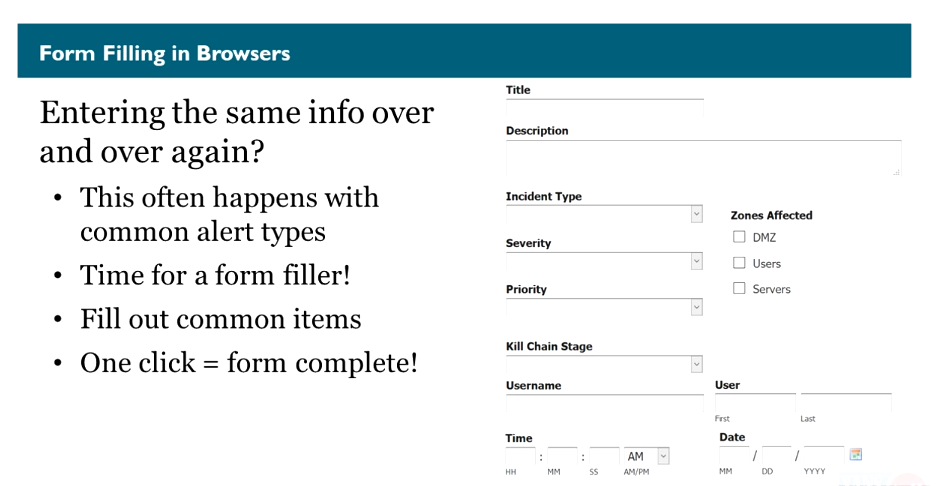 Form Filling in Browsers
Entering the same info over
and over again?
• This often happens with
common alert types
• Time for a form filler!
• Fill out common items
• One click = form complete!
Title
Description
Incident Type
Zones Affected
DMZ
Users
Servers
Severity
Priority
Kill Chain Stage
Username
User
First Last
Time
: : AM
HH MM SS AM/PM
Date
/ /
MM DD YYYY